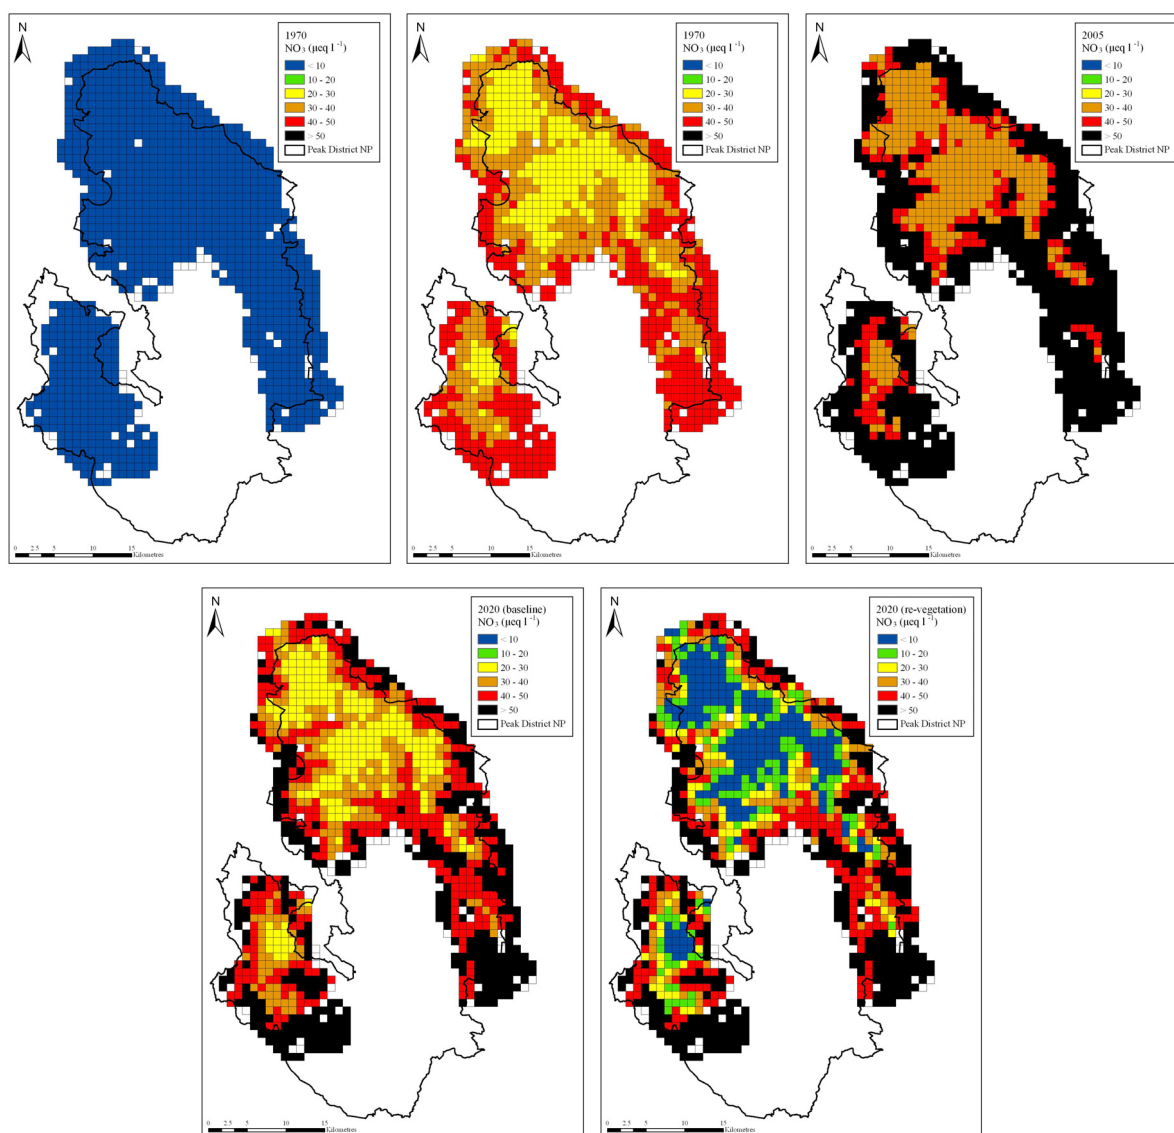 N
1970
NO₃ (μeq l⁻¹)
< 10
10 - 20
20 - 30
30 - 40
40 - 50
> 50
Peak District NP
0 2.5 5 10 15
Kilometres
N
1970
NO₃ (μeq l⁻¹)
< 10
10 - 20
20 - 30
30 - 40
40 - 50
> 50
Peak District NP
0 2.5 5 10 15
Kilometres
N
2005
NO₃ (μeq l⁻¹)
< 10
10 - 20
20 - 30
30 - 40
40 - 50
> 50
Peak District NP
0 2.5 5 10 15
Kilometres
N
2020 (baseline)
NO₃ (μeq l⁻¹)
< 10
10 - 20
20 - 30
30 - 40
40 - 50
> 50
Peak District NP
0 2.5 5 10 15
Kilometres
N
2020 (re-vegetation)
NO₃ (μeq l⁻¹)
< 10
10 - 20
20 - 30
30 - 40
40 - 50
> 50
Peak District NP
0 2.5 5 10 15
Kilometres